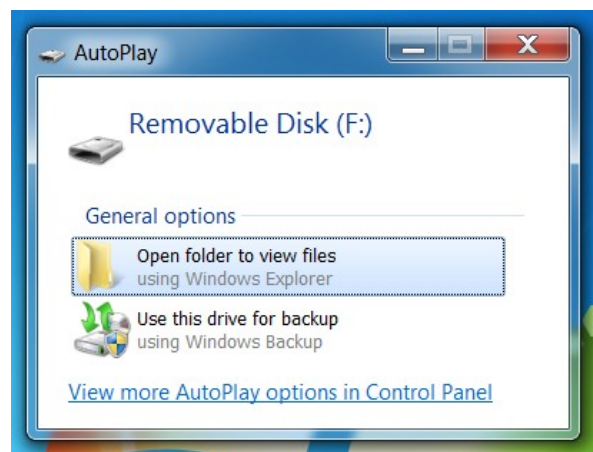 AutoPlay
Removable Disk (F:)
General options
Open folder to view files
using Windows Explorer
Use this drive for backup
using Windows Backup
View more AutoPlay options in Control Panel